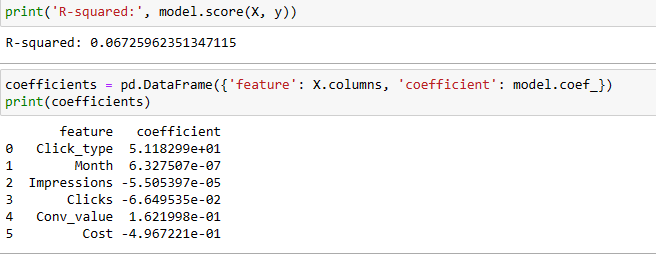 print('R-squared:', model.score(X, y))
R-squared: 0.06725962351347115
coefficients = pd.DataFrame({'feature': X.columns, 'coefficient': model.coef_})
print(coefficients)
feature coefficient
0 Click_type 5.118299e+01
1 Month 6.327507e-07
2 Impressions -5.505397e-05
3 Clicks -6.649535e-02
4 Conv_value 1.621998e-01
5 Cost -4.967221e-01